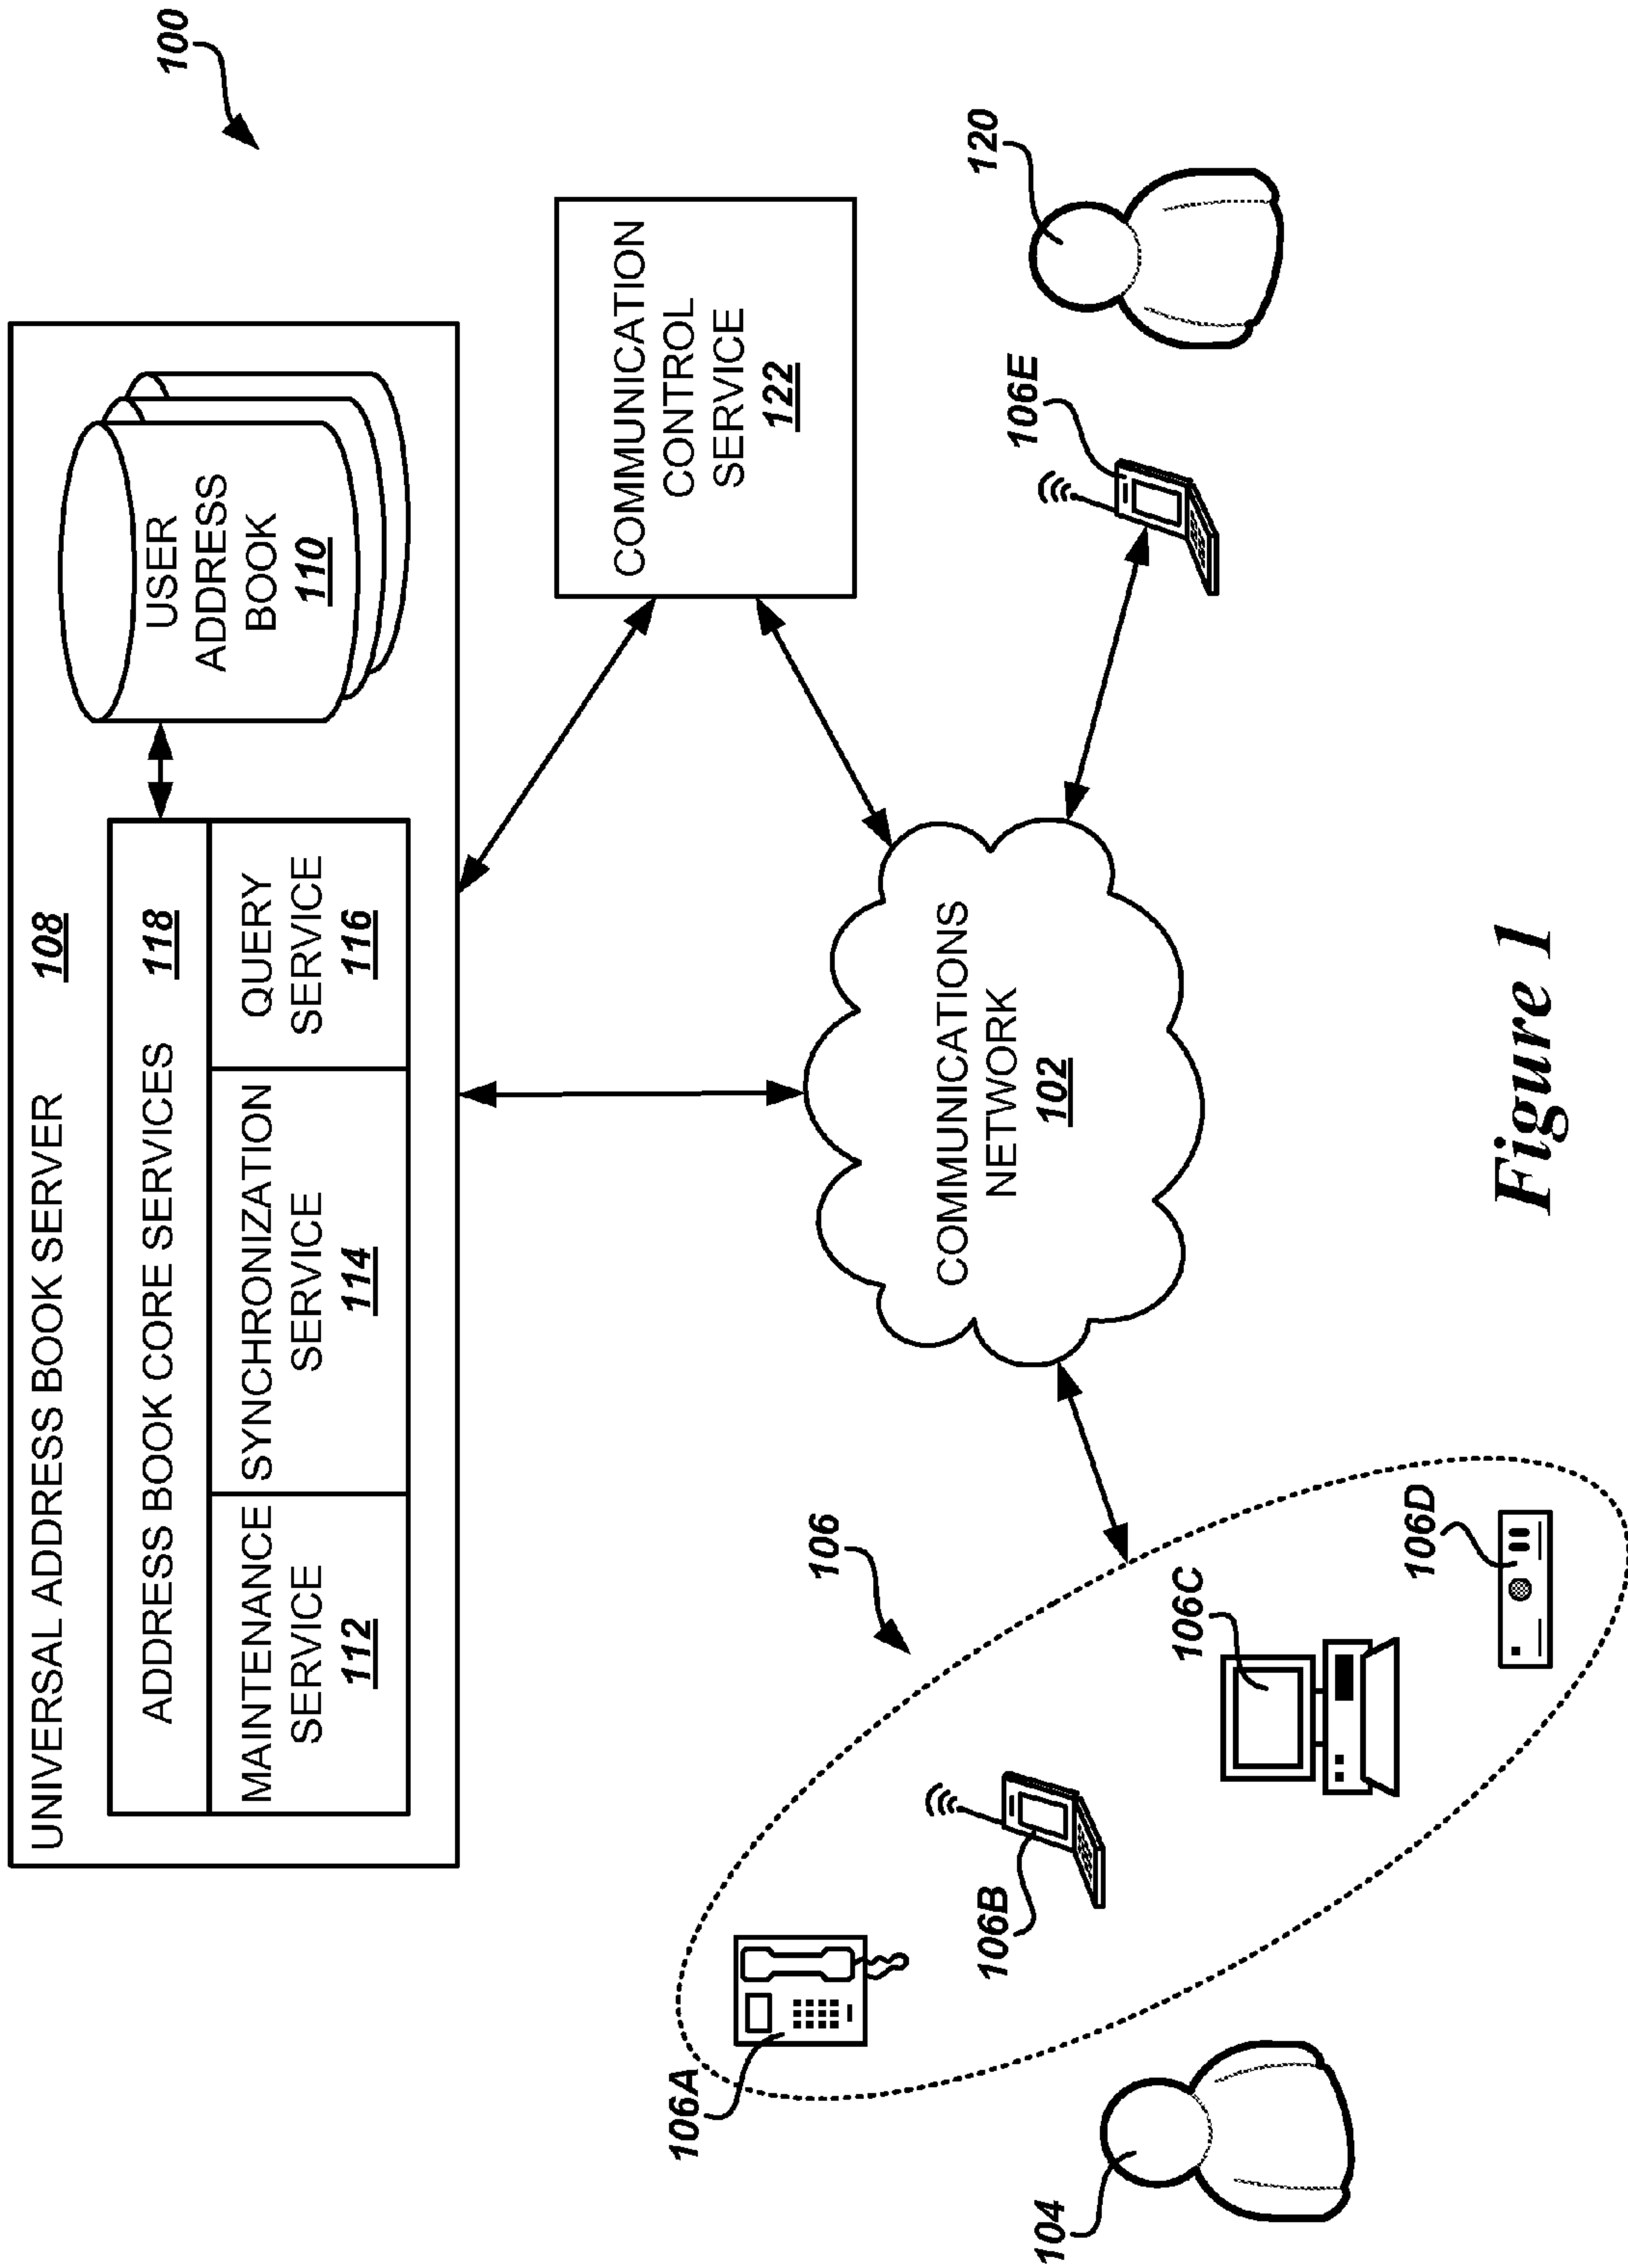 100
UNIVERSAL ADDRESS BOOK SERVER
108
ADDRESS BOOK CORE SERVICES
118
MAINTENANCE
SERVICE
112
SYNCHRONIZATION
SERVICE
114
QUERY
SERVICE
116
USER
ADDRESS
BOOK
110
COMMUNICATION
CONTROL
SERVICE
122
COMMUNICATIONS
NETWORK
102
106
106A
106B
106C
106D
104
106E
120
Figure 1